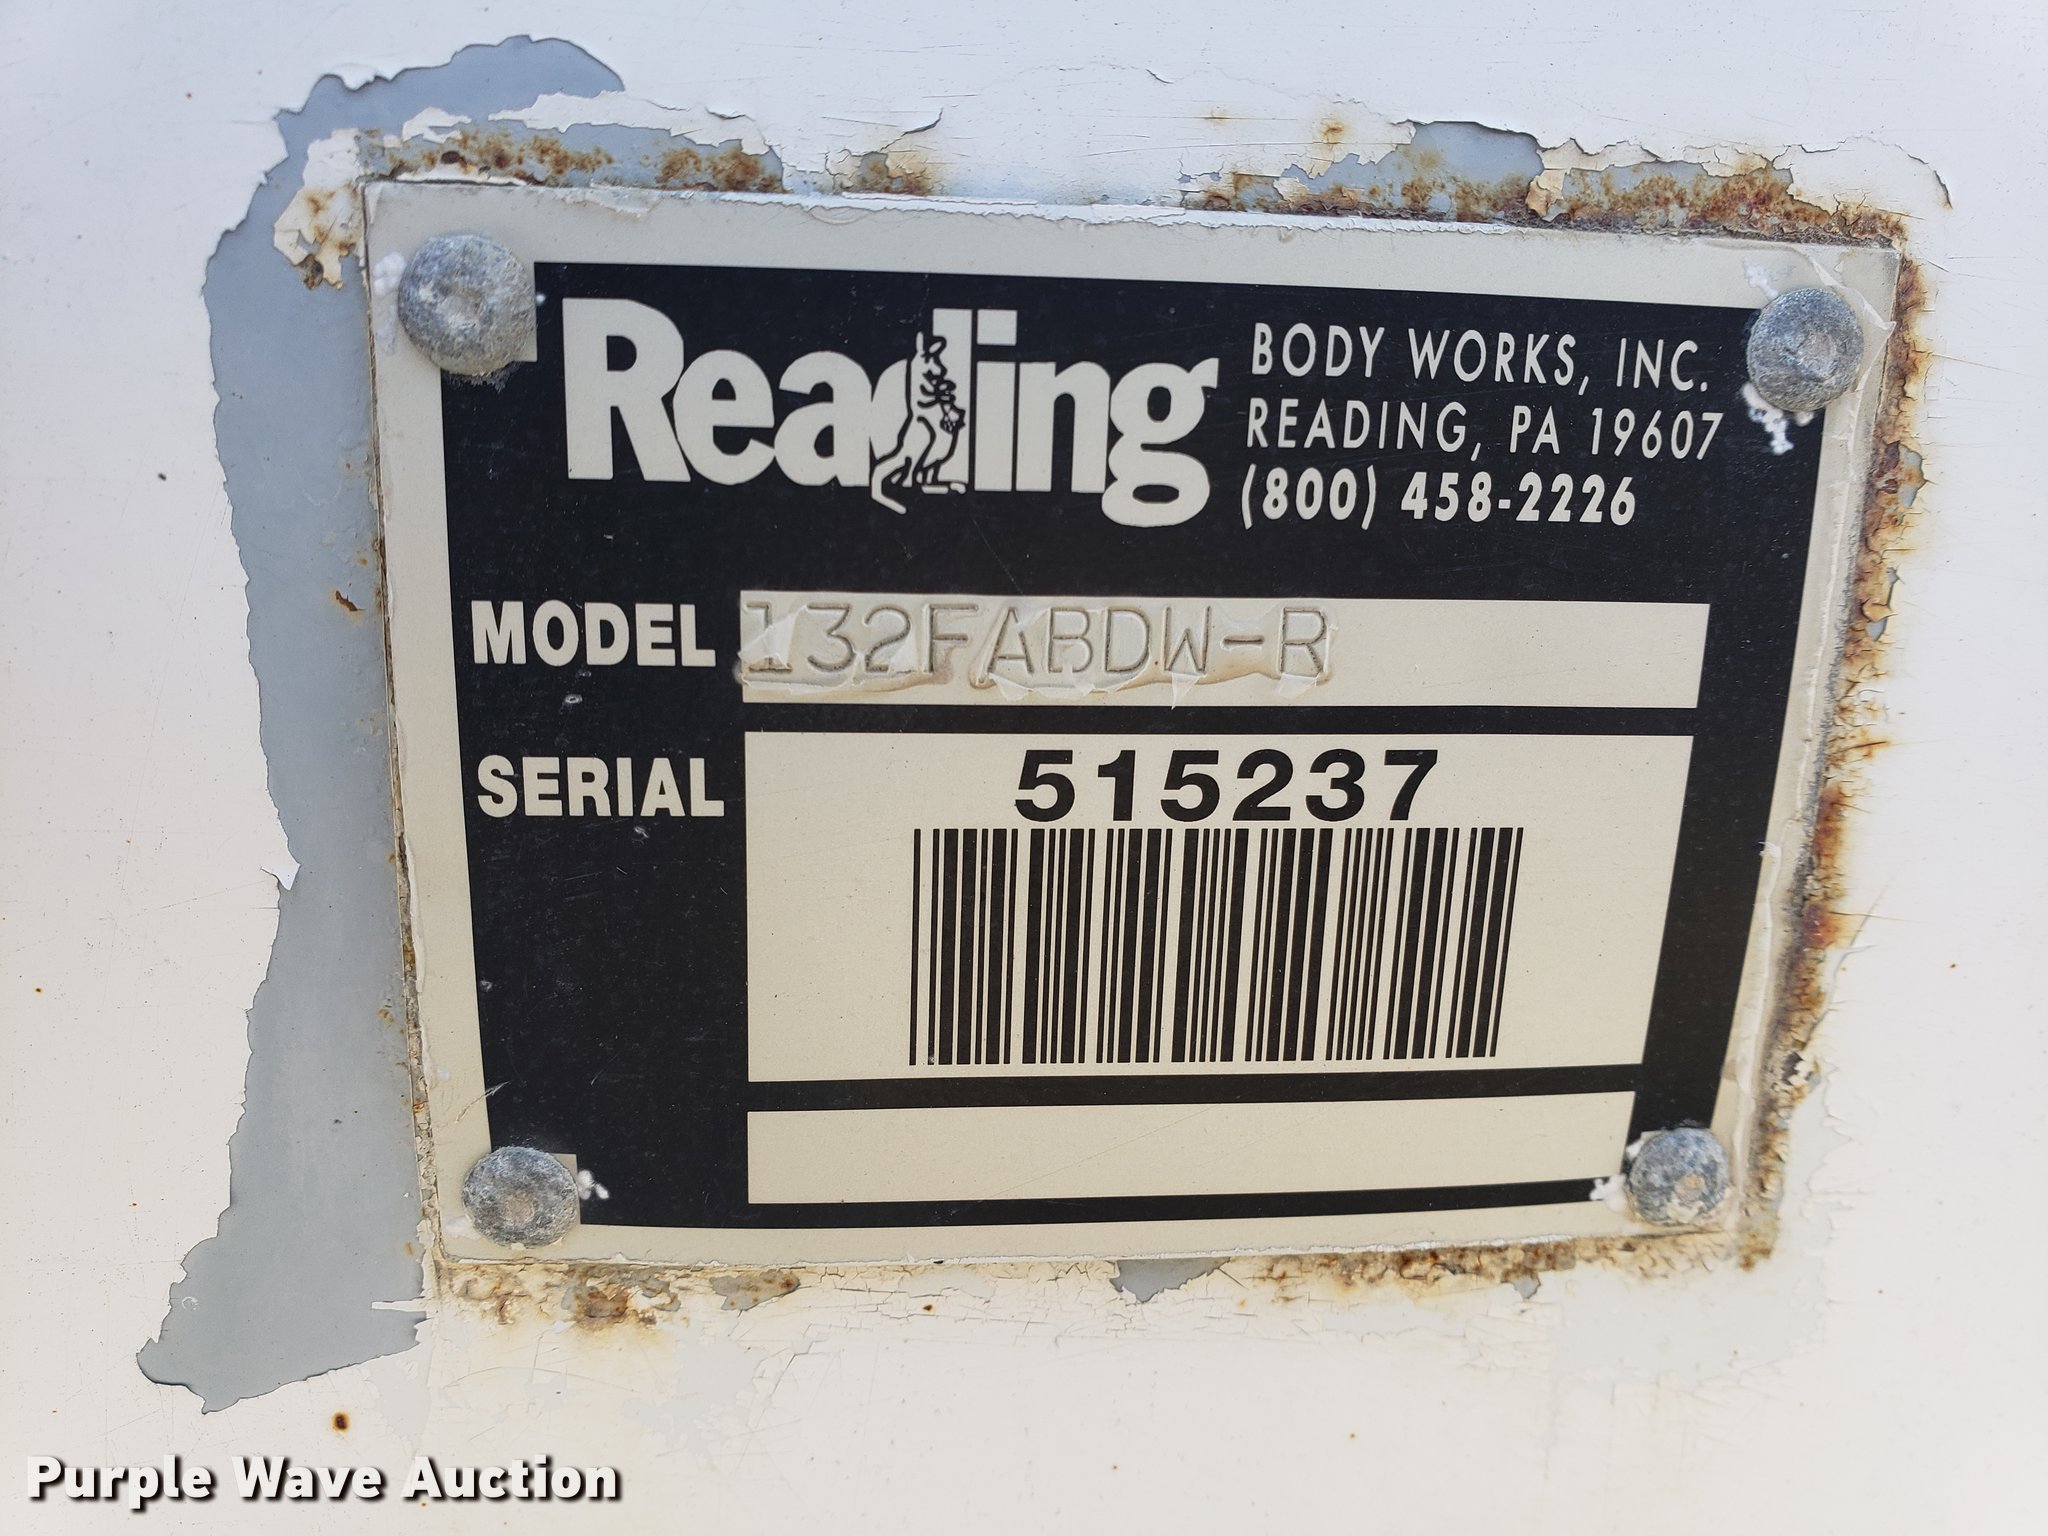 Reading
BODY WORKS, INC.
READING, PA 19607
(800) 458-2226
MODEL 132FABDW-R
SERIAL 515237
Purple Wave Auction